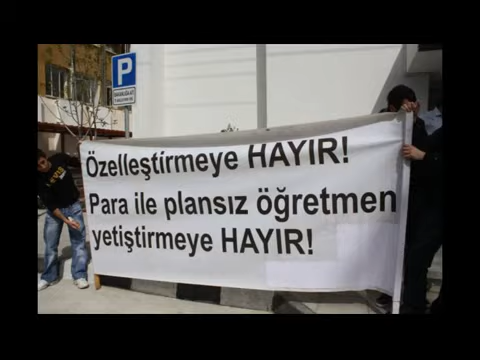 P
Özelleştirmeye HAYIR!
Para ile plansız öğretmen
yetiştirmeye HAYIR!